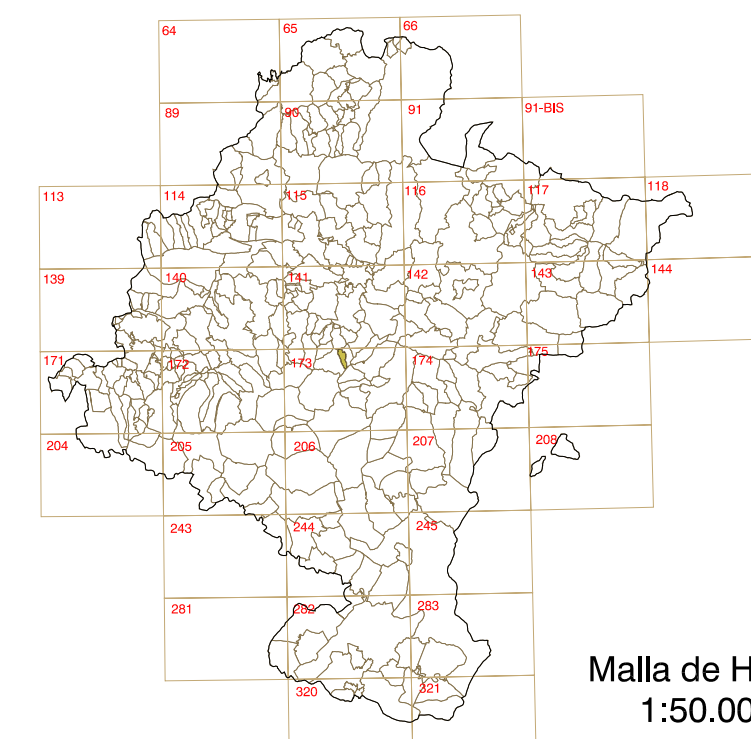 64 65 66
89 90 91 91-BIS
113 114 115 116 117 118
139 140 141 142 143 144
171 172 173 174 175
204 205 206 207 208
243 244 245
281 282 283
320 321
Malla de H
1:50.00